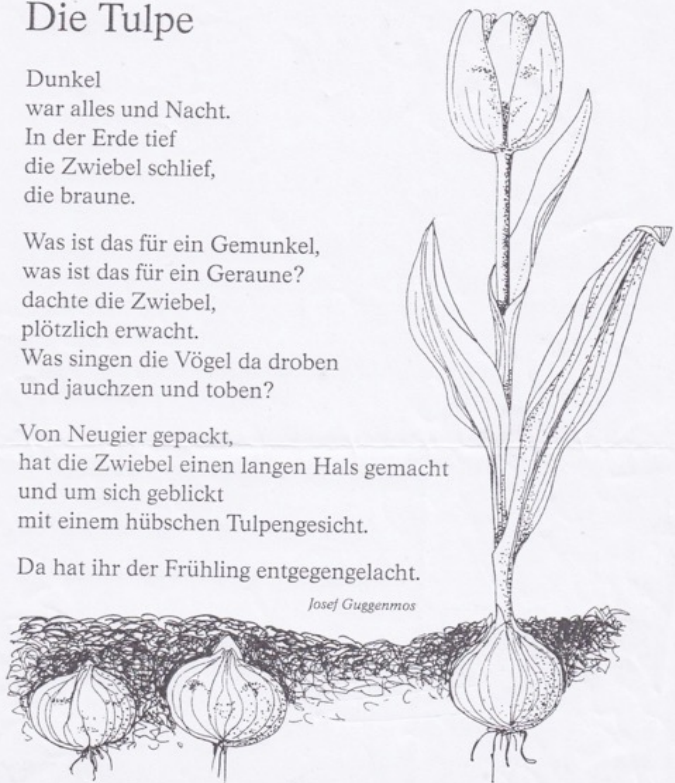 Die Tulpe
Dunkel
war alles und Nacht.
In der Erde tief
die Zwiebel schlief,
die braune.
Was ist das für ein Gemunkel,
was ist das für ein Geraune?
dachte die Zwiebel,
plötzlich erwacht.
Was singen die Vögel da droben
und jauchzen und toben?
Von Neugier gepackt,
hat die Zwiebel einen langen Hals gemacht
und um sich geblickt
mit einem hübschen Tulpengesicht.
Da hat ihr der Frühling entgegengelacht.
Josef Guggenmos